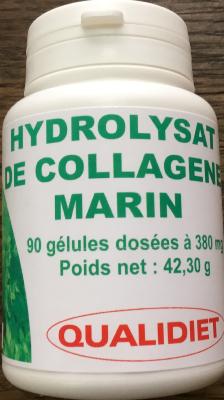 HYDROLYSAT
DE COLLAGENE
MARIN
90 gélules dosées à 380 mg
Poids net : 42,30 g
QUALIDIET